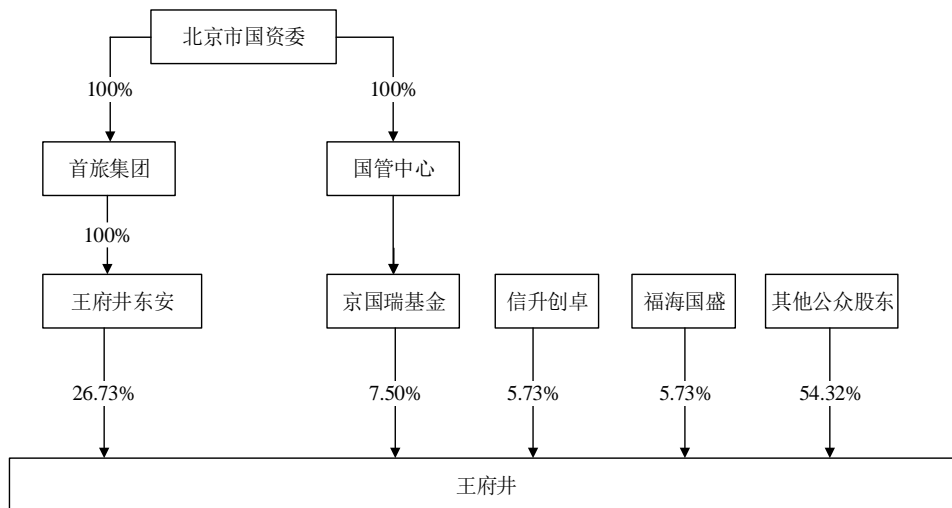 北京市国资委
100%
100%
首旅集团
国管中心
100%
王府井东安
京国瑞基金
信升创卓
福海国盛
其他公众股东
26.73%
7.50%
5.73%
5.73%
54.32%
王府井